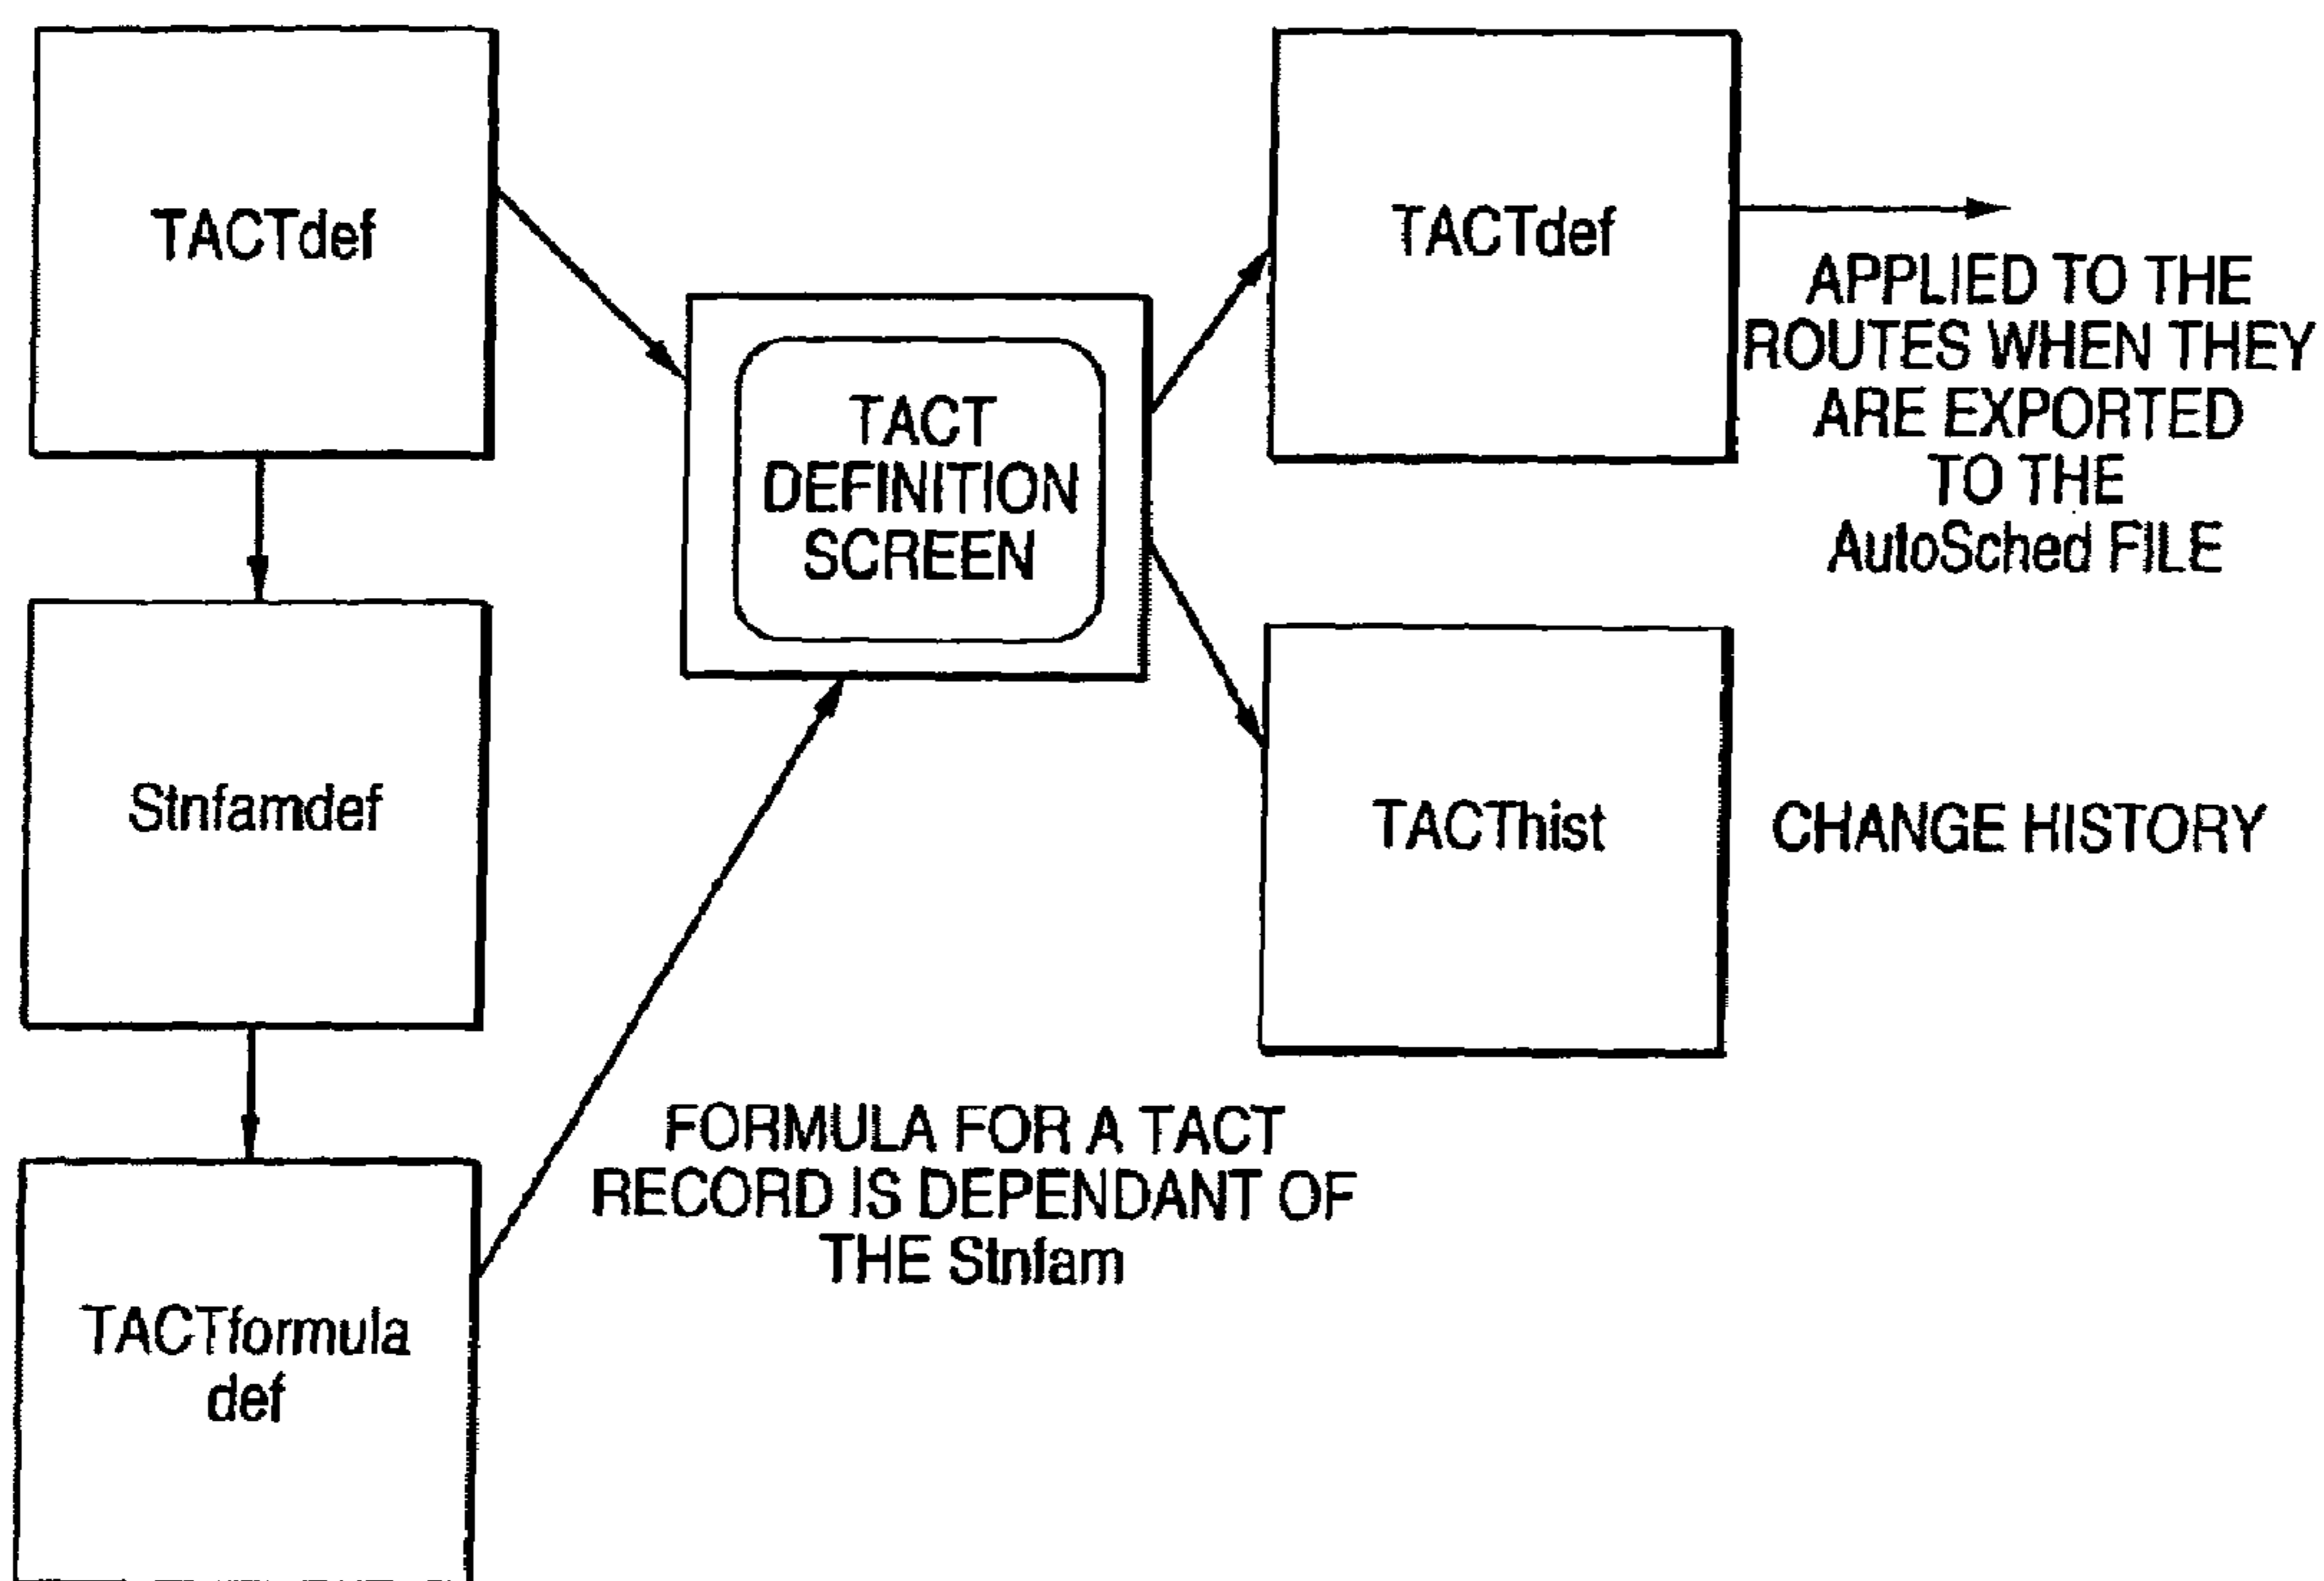 TACTdef
TACT
DEFINITION
SCREEN
TACTdef
APPLIED TO THE
ROUTES WHEN THEY
ARE EXPORTED
TO THE
AutoSched FILE
Stnfamdef
TACThist
CHANGE HISTORY
FORMULA FOR A TACT
RECORD IS DEPENDANT OF
THE Stnfam
TACTformula
def